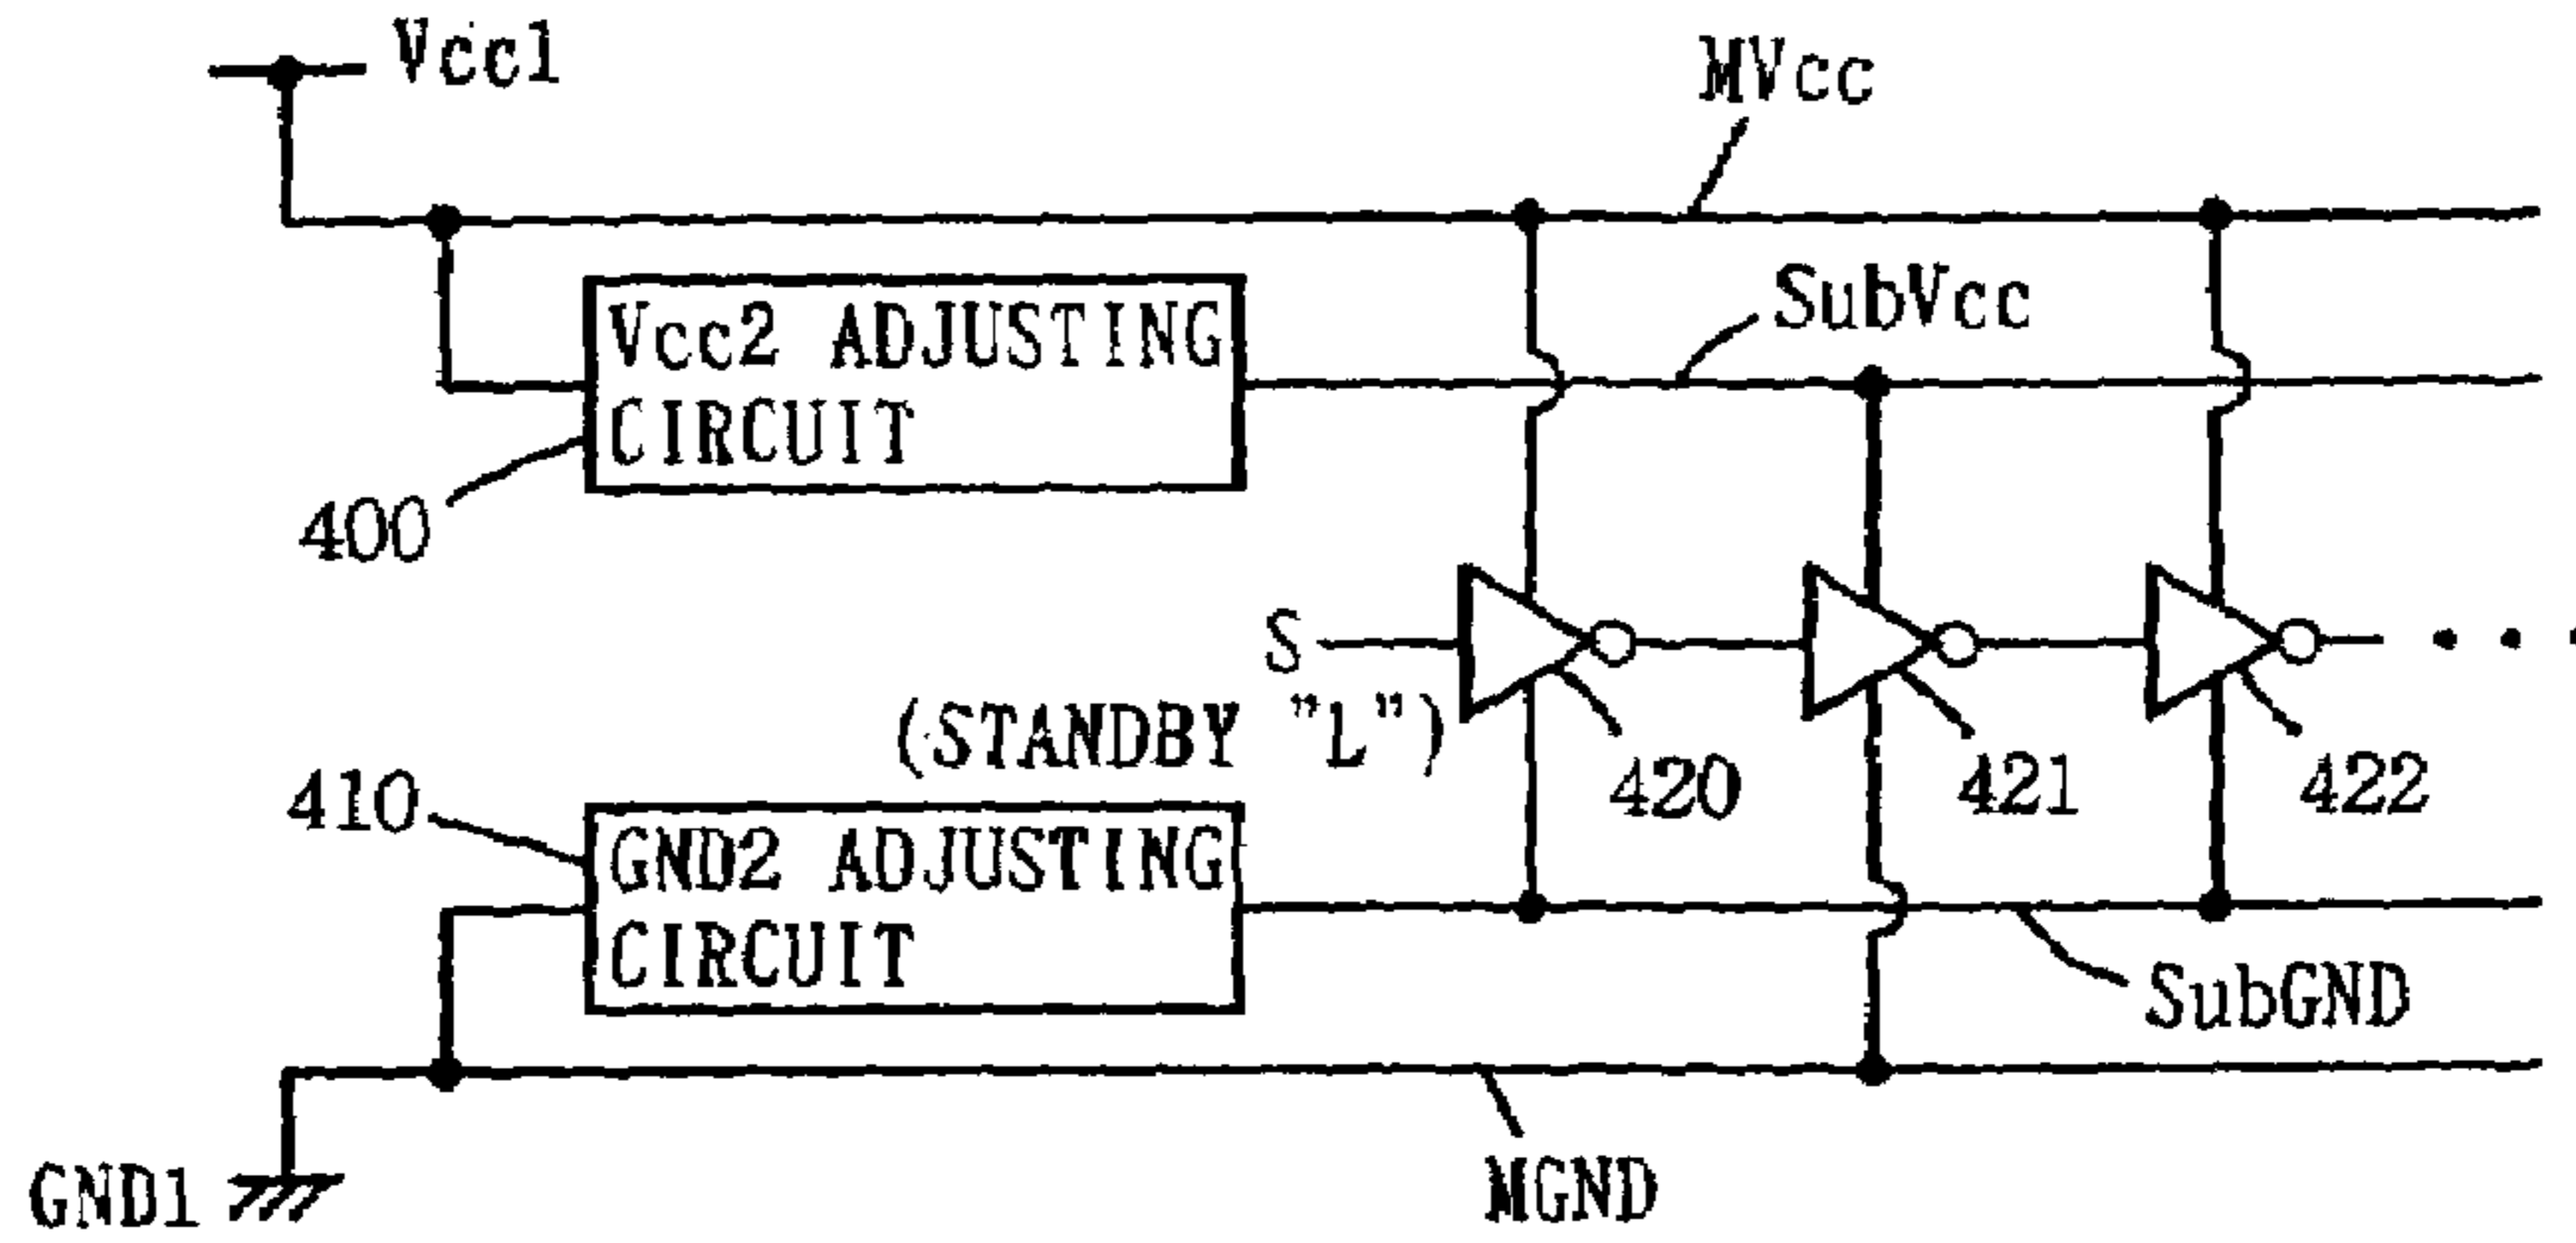 Vcc1
MVcc
SubVcc
Vcc2 ADJUSTING
CIRCUIT
400
S
(STANDBY "L")
420
421
422
410
GND2 ADJUSTING
CIRCUIT
SubGND
GND1
MGND